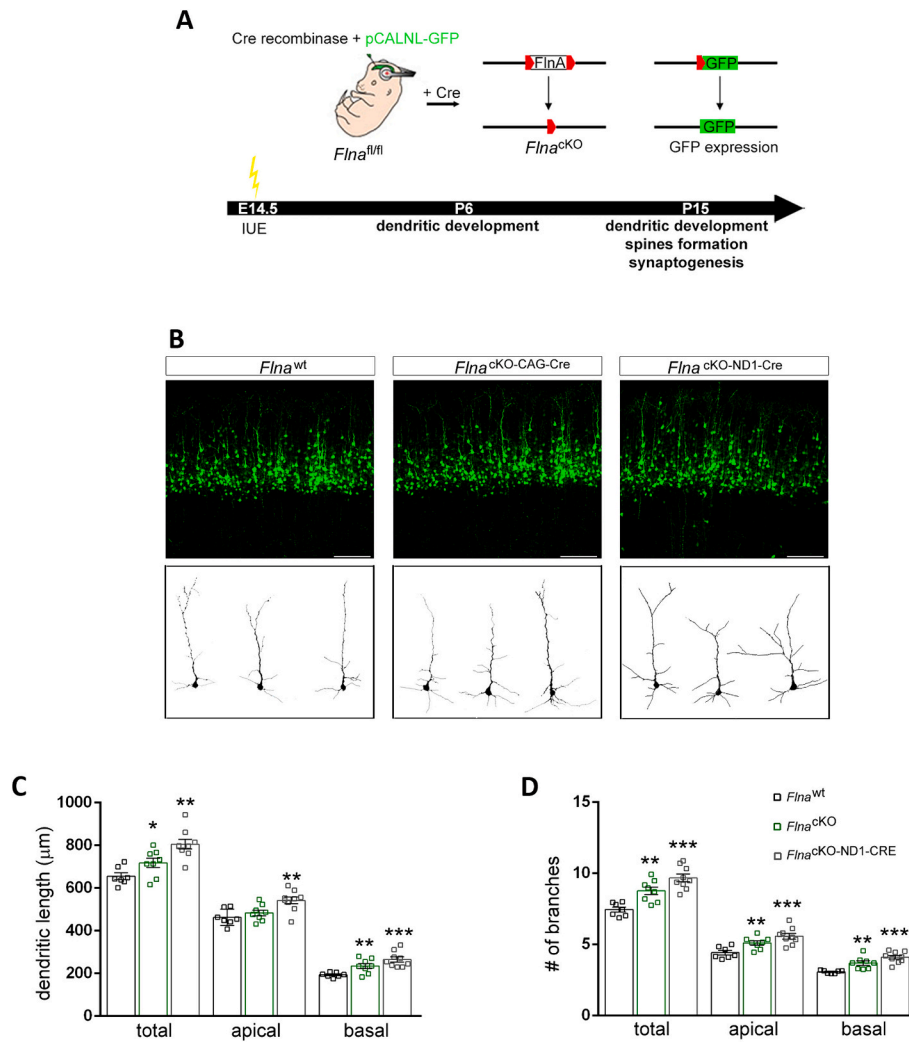 A
Cre recombinase + pCALNL-GFP
+ Cre
FlnA
GFP
Flna^fl/fl
Flna^cKO
GFP
GFP expression
E14.5 P6 P15
IUE dendritic development dendritic development
spines formation
synaptogenesis
B
Flna^wt Flna^cKO-CAG-Cre Flna^cKO-ND1-Cre
C
dendritic length (µm)
1000
800
600
400
200
0
* **
**
** ***
total apical basal
D
# of branches
15
10
5
0
** ***
** ***
** ***
Flna^wt
Flna^cKO
Flna^cKO-ND1-CRE
total apical basal